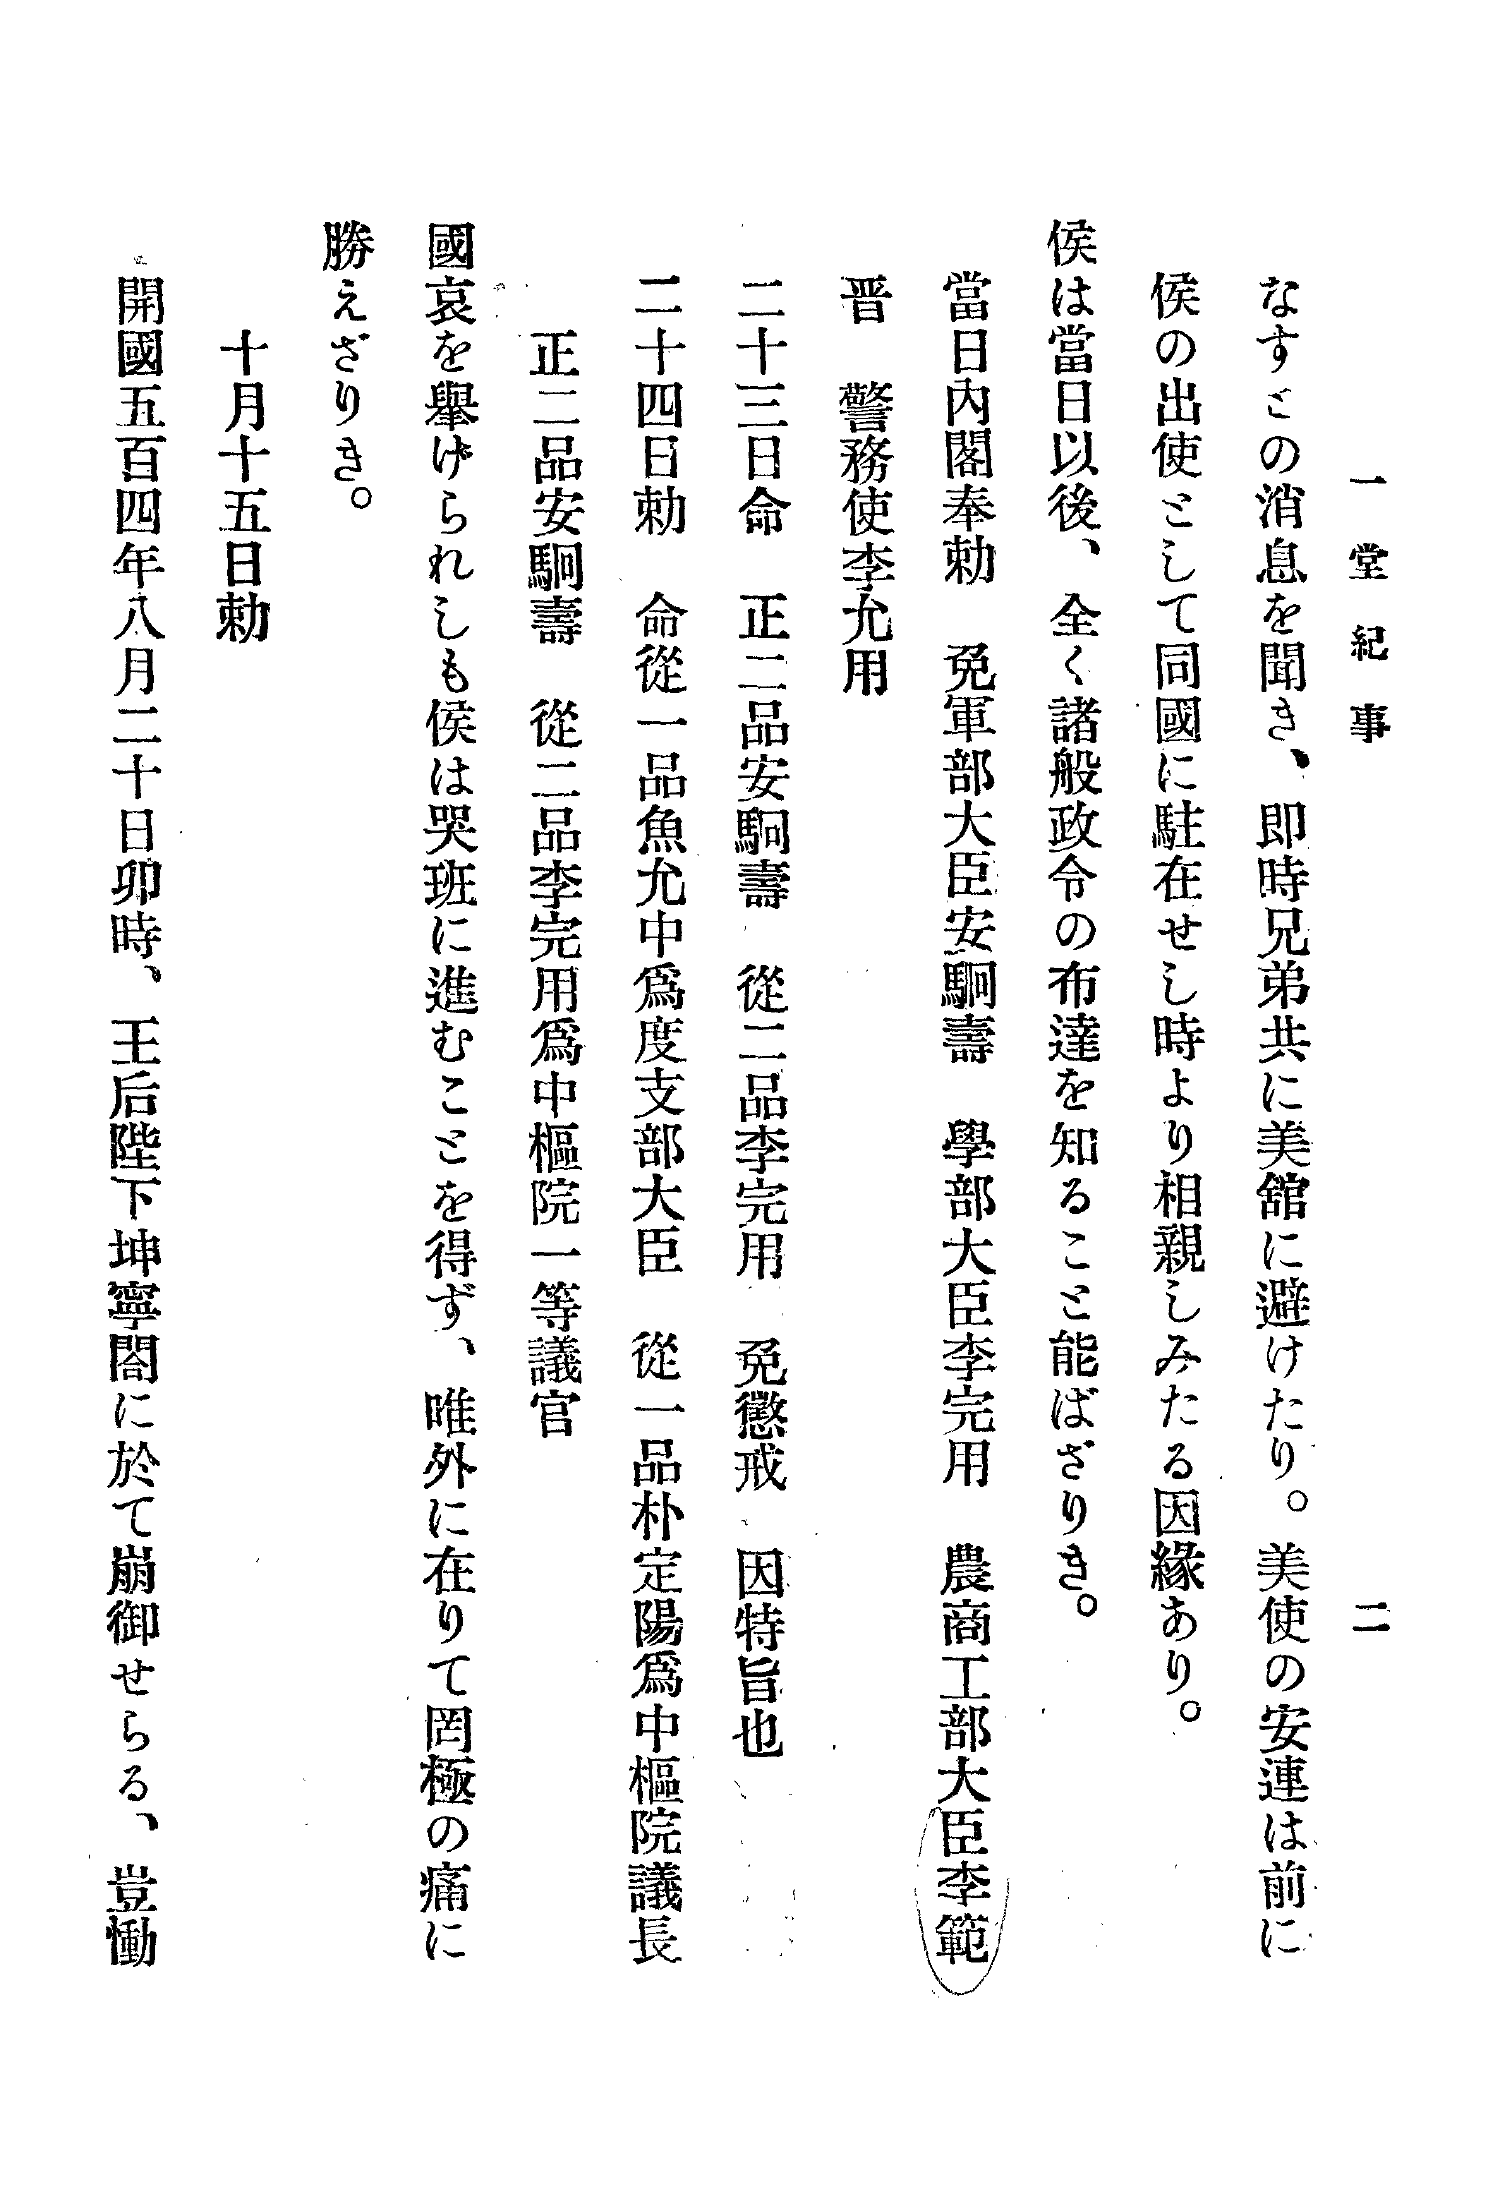 一堂紀事 二
なすとの消息を聞き、即時兄弟共に美舘に避けたり。美使の安連は前に
侯の出使として同國に駐在せし時より相親しみたる因緣あり。
侯は當日以後、全く諸般政令の布達を知ること能ばざりき。
當日內閣奉勅 免軍部大臣安駉壽 學部大臣李完用 農商工部大臣李範
晋 警務使李允用
二十三日命 正二品安駉壽 從二品李完用 免懲戒 因特旨也
二十四日勅 命從一品魚允中爲度支部大臣 從一品朴定陽爲中樞院議長
正二品安駉壽 從二品李完用爲中樞院一等議官
國哀を擧げられしも侯は哭班に進むことを得ず、唯外に在りて罔極の痛に
勝えざりき。
十月十五日勅
開國五百四年八月二十日卯時、王后陛下坤寧閤に於て崩御せらる、豈慟